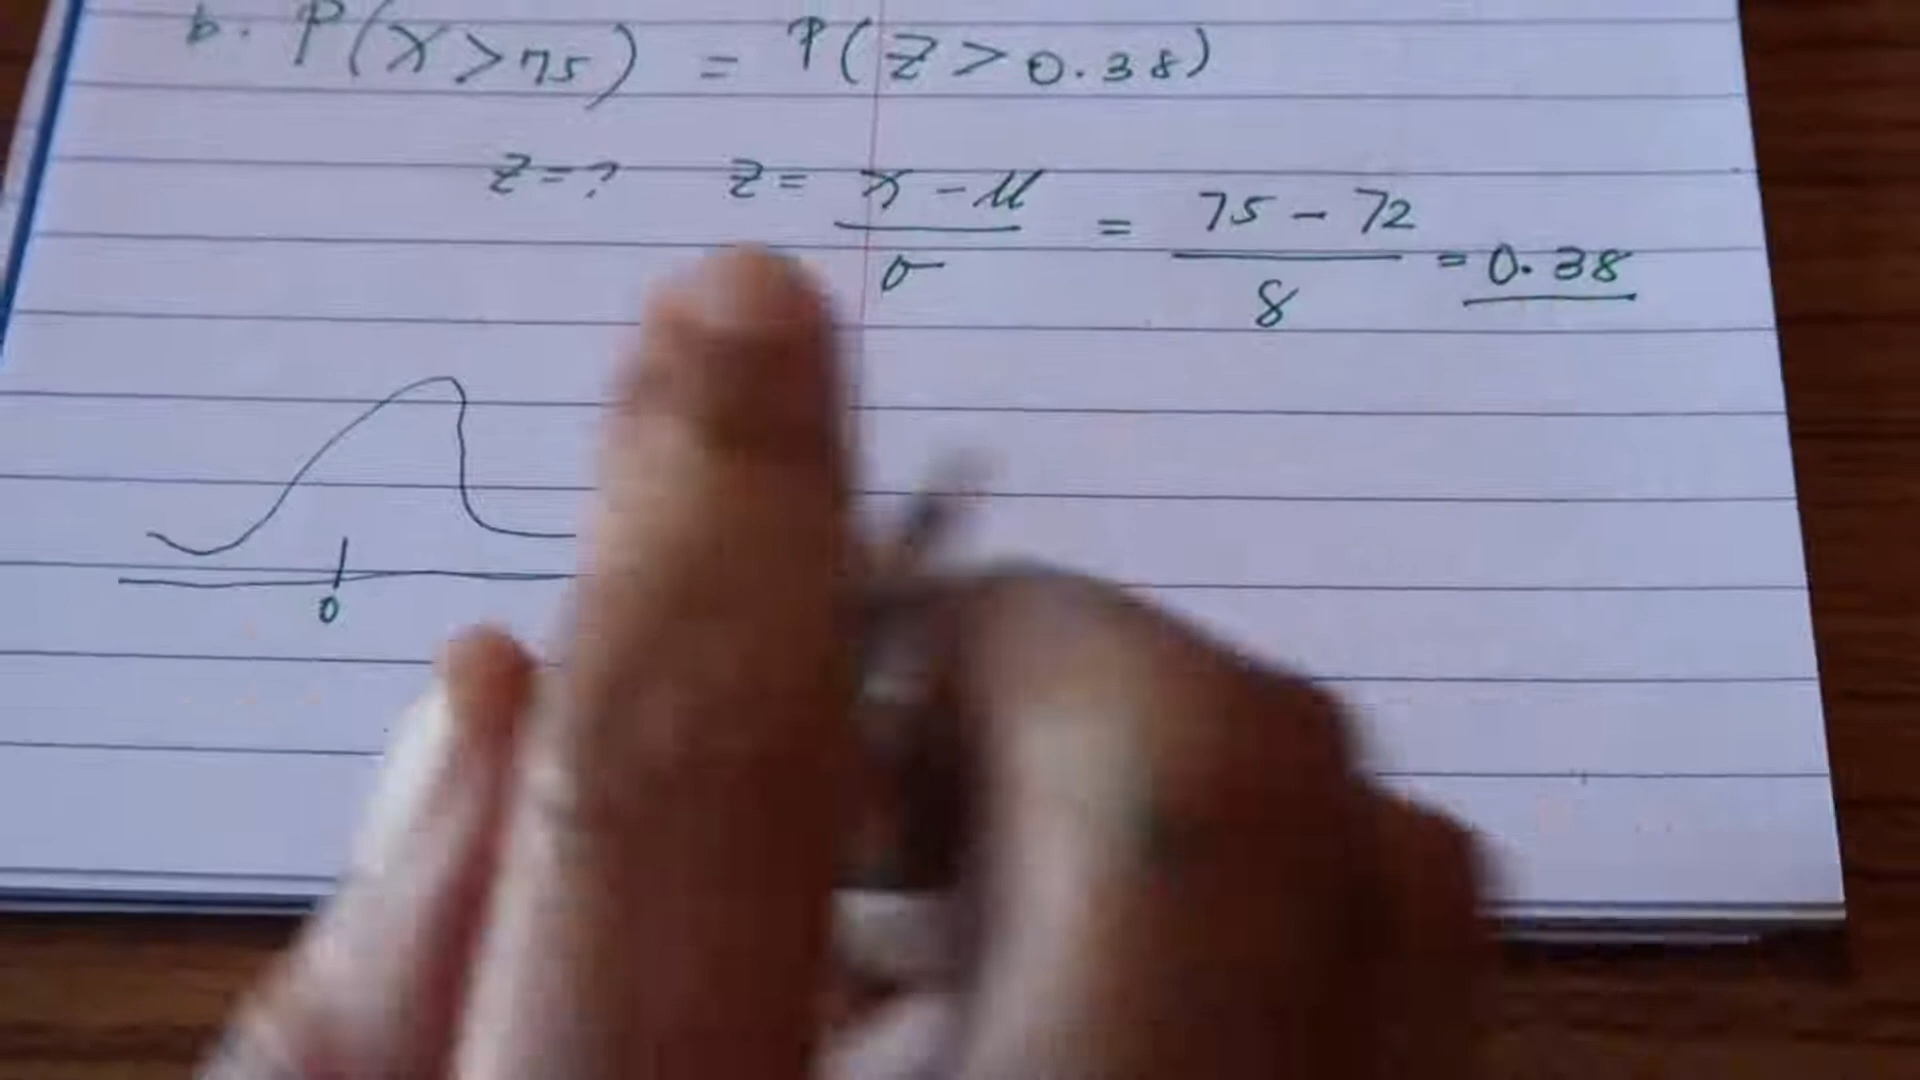 b. P(X>75) = P(Z>0.38)
z=? z= x-μ/σ = 75-72/8 = 0.38
0